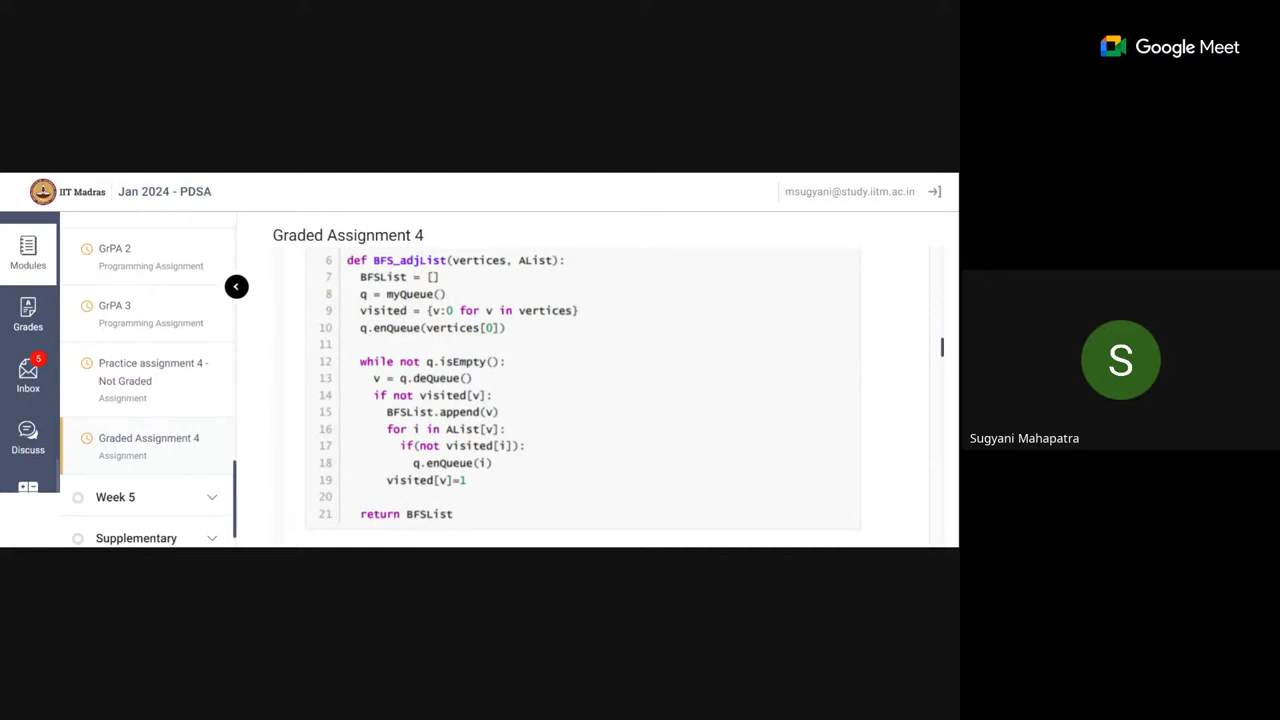 Google Meet
IIT Madras
Jan 2024 - PDSA
msugyani@study.iitm.ac.in
Modules
Grades
5
Inbox
Discuss
GrPA 2
Programming Assignment
GrPA 3
Programming Assignment
Practice assignment 4 -
Not Graded
Assignment
Graded Assignment 4
Assignment
Week 5
Supplementary
Graded Assignment 4
6 def BFS_adjList(vertices, AList):
7 BFSList = []
8 q = myQueue()
9 visited = {v:0 for v in vertices}
10 q.enQueue(vertices[0])
11
12 while not q.isEmpty():
13 v = q.deQueue()
14 if not visited[v]:
15 BFSList.append(v)
16 for i in AList[v]:
17 if(not visited[i]):
18 q.enQueue(i)
19 visited[v]=1
20
21 return BFSList
S
Sugyani Mahapatra